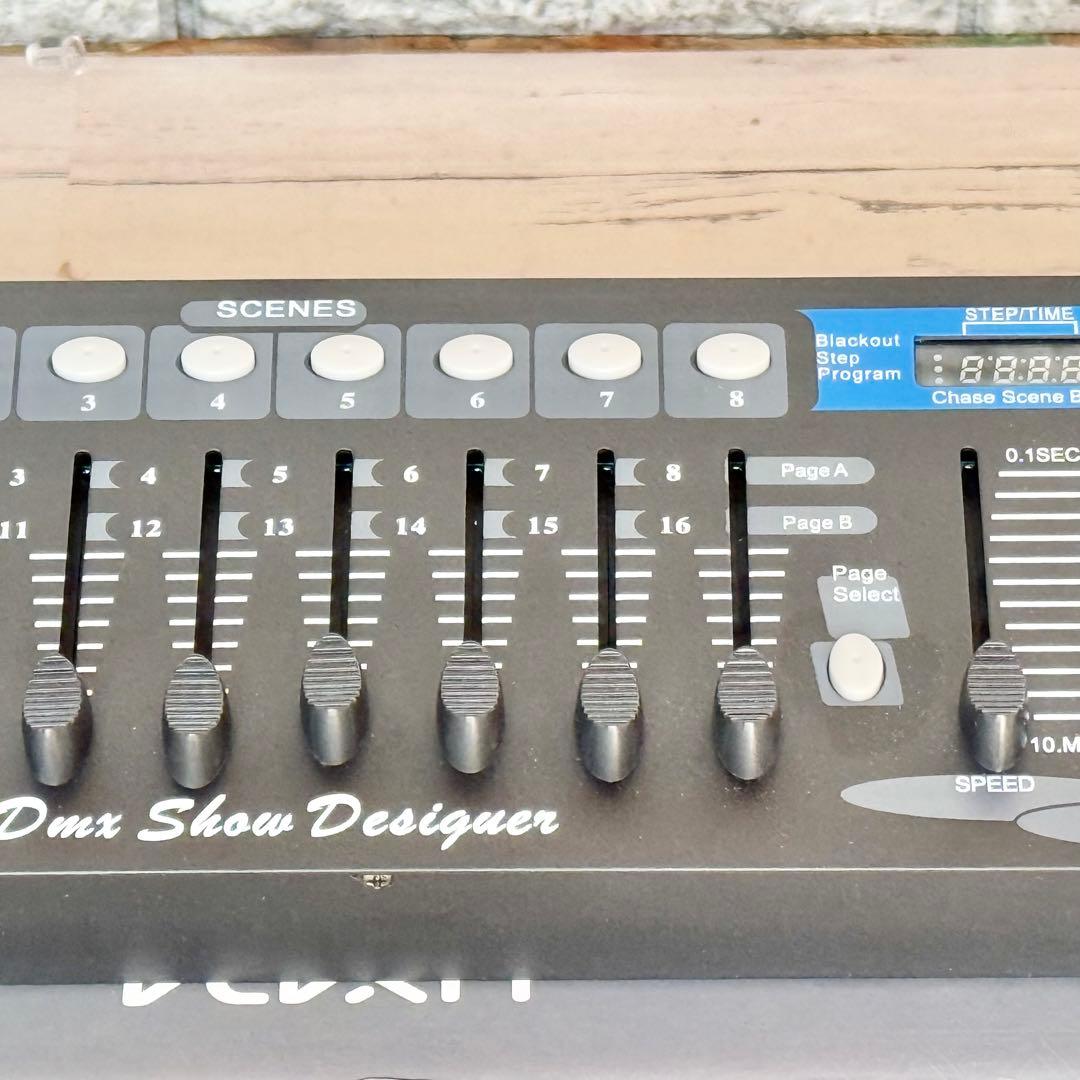 SCENES
STEP/TIME
Blackout
Step
Program
Chase Scene
3 4 5 6 7 8
0.1SEC
3 4 5 6 7 8 Page A
11 12 13 14 15 16 Page B
Page
Select
SPEED
Dmx Show Designer